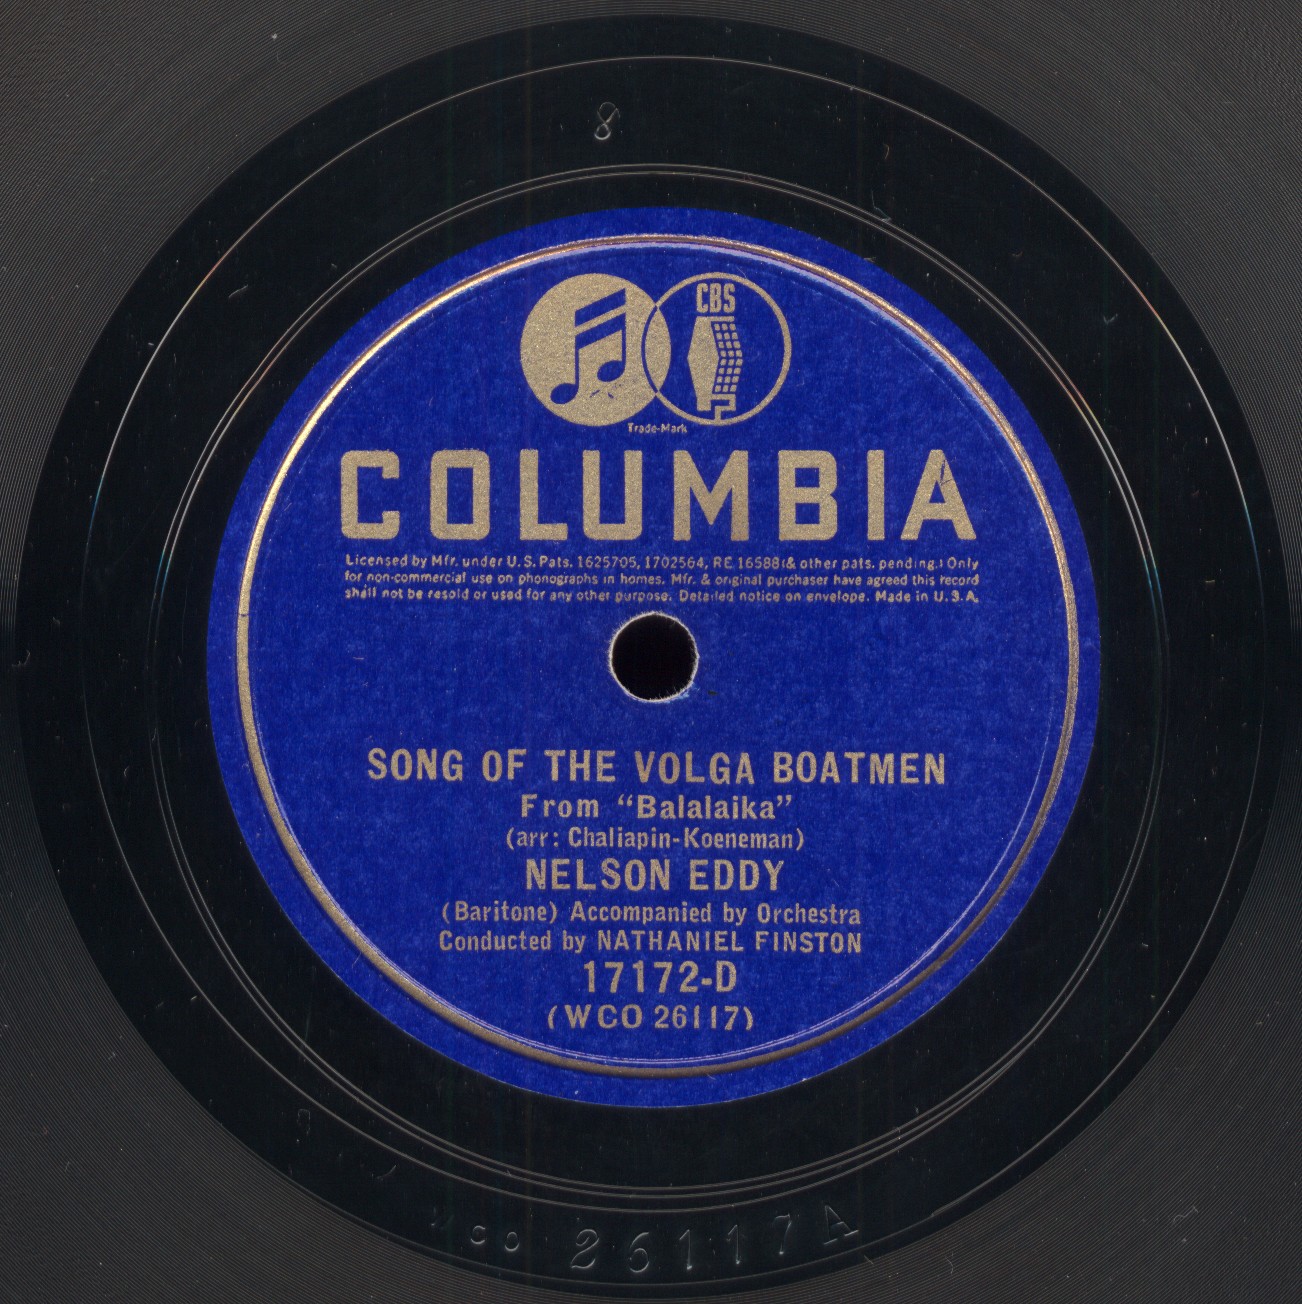 8
CBS
Trade-Mark
COLUMBIA
Licensed by Mfr. under U.S. Pats. 1625705, 1702564, RE 16588 (& other pats. pending.) Only
for non-commercial use on phonographs in homes. Mfr. & original purchaser have agreed this record
shall not be resold or used for any other purpose. Detailed notice on envelope. Made in U.S.A.
SONG OF THE VOLGA BOATMEN
From "Balalaika"
(arr: Chaliapin-Koeneman)
NELSON EDDY
(Baritone) Accompanied by Orchestra
Conducted by NATHANIEL FINSTON
17172-D
(WCO 26117)
CO 26117A